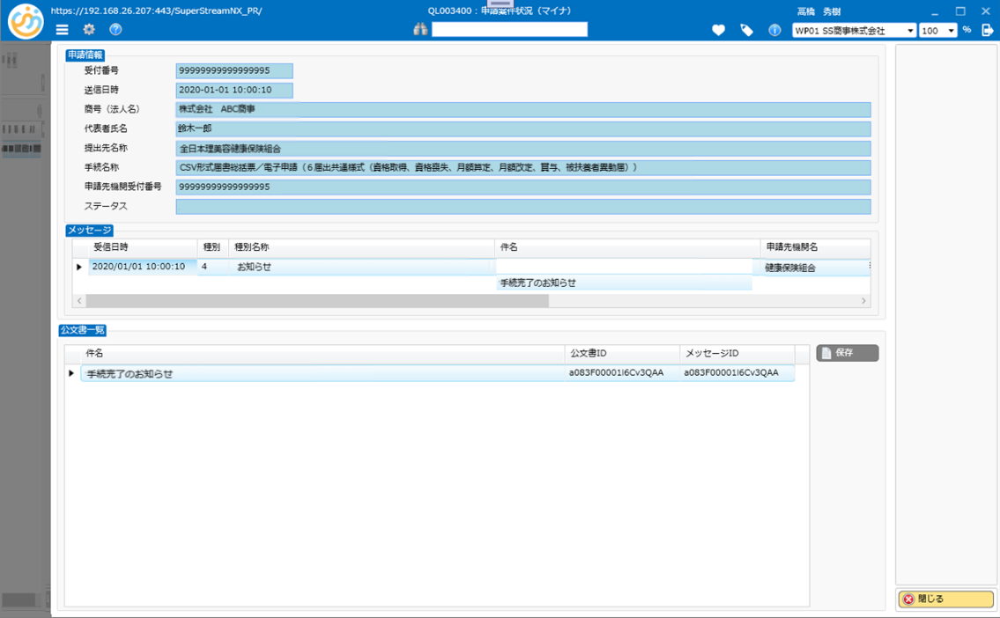 https://192.168.26.207:443/SuperStreamNX_PR/
QL003400：申請案件状況（マイナ）
高橋　秀樹
WP01 SS商事株式会社
100
%
申請情報
受付番号 99999999999999995
送信日時 2020-01-01 10:00:10
商号（法人名） 株式会社　ABC商事
代表者氏名 鈴木一郎
提出先名称 全日本理美容健康保険組合
手続名称 CSV形式届書総括票／電子申請（６届出共通様式（資格取得、資格喪失、月額算定、月額改定、賞与、被扶養者異動届））
申請先機関受付番号 99999999999999995
ステータス
メッセージ
受信日時 種別 種別名称 件名 申請先機関名
2020/01/01 10:00:10 4 お知らせ 健康保険組合
手続完了のお知らせ
公文書一覧
件名 公文書ID メッセージID
手続完了のお知らせ a083F00001I6Cv3QAA a083F00001I6Cv3QAA
保存
閉じる